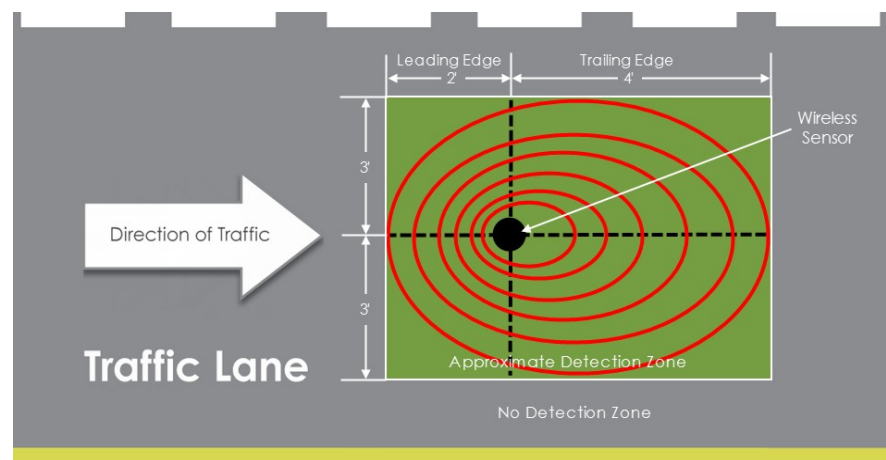 Leading Edge
2'
Trailing Edge
4'
Wireless
Sensor
3'
Direction of Traffic
3'
Traffic Lane
Approximate Detection Zone
No Detection Zone